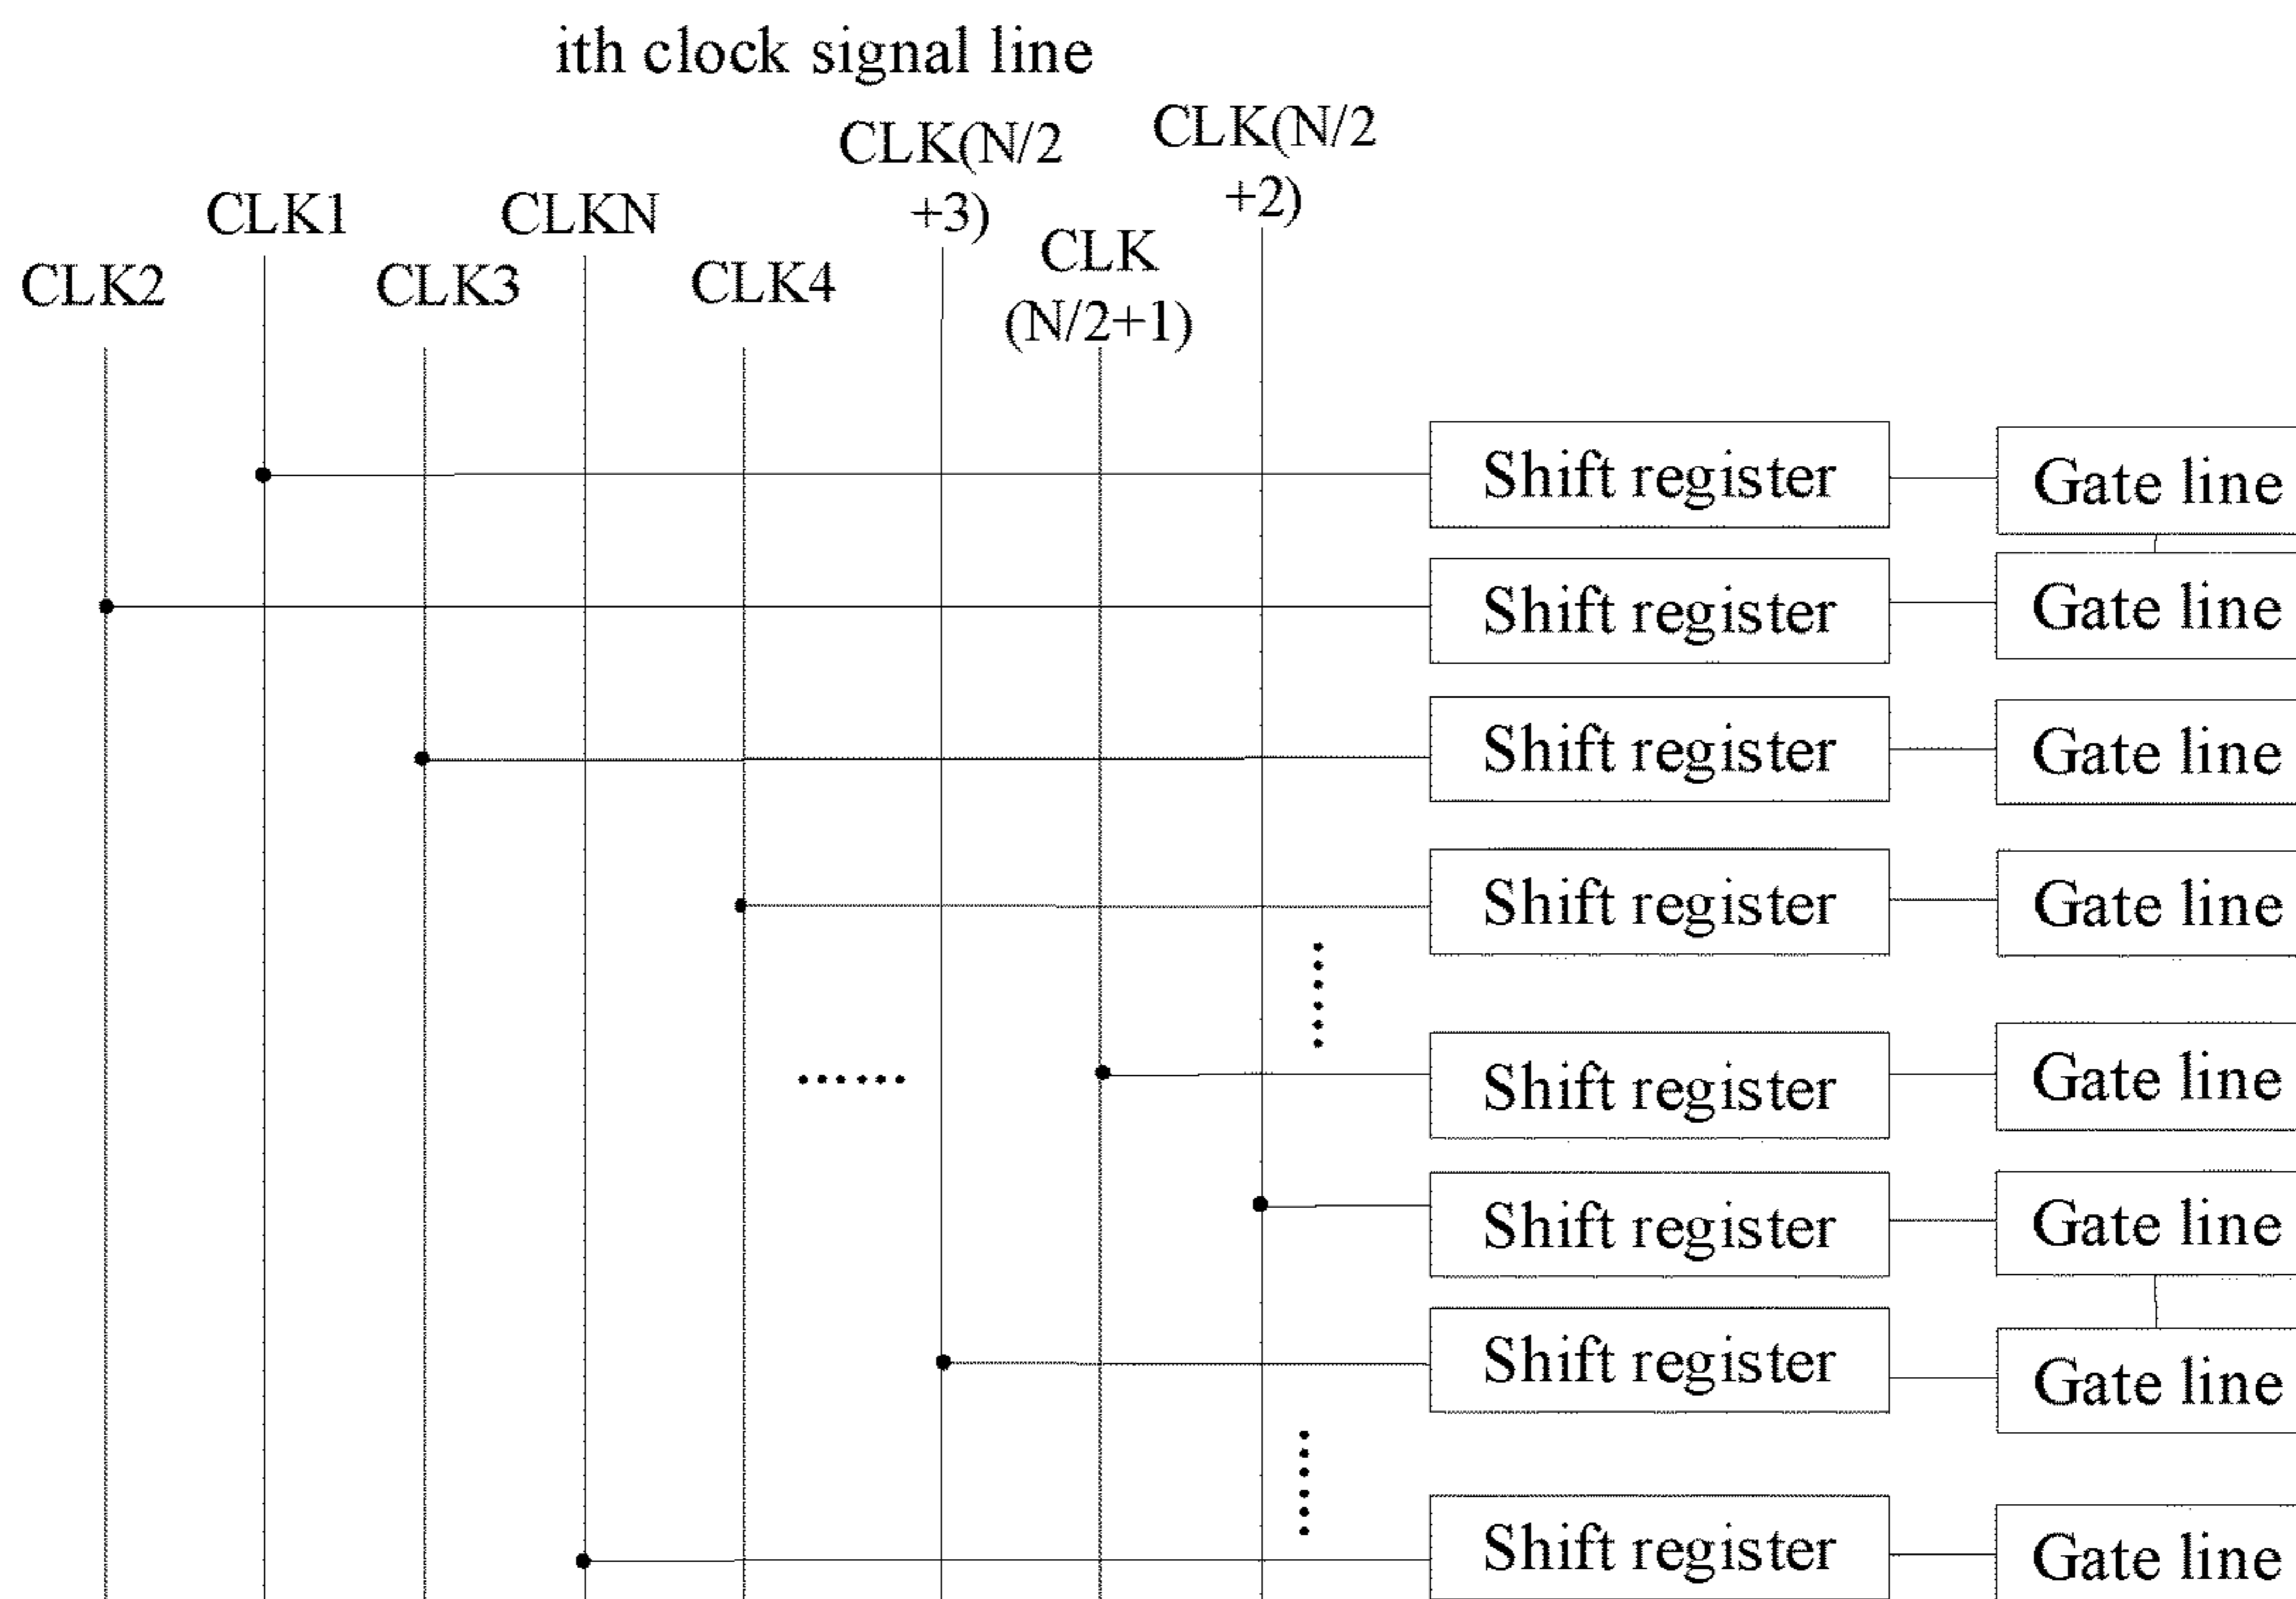 ith clock signal line
CLK(N/2
+3)
CLK(N/2
+2)
CLK1
CLKN
CLK
(N/2+1)
CLK2
CLK3
CLK4
Shift register
Gate line
Shift register
Gate line
Shift register
Gate line
Shift register
Gate line
Shift register
Gate line
Shift register
Gate line
Shift register
Gate line
Shift register
Gate line